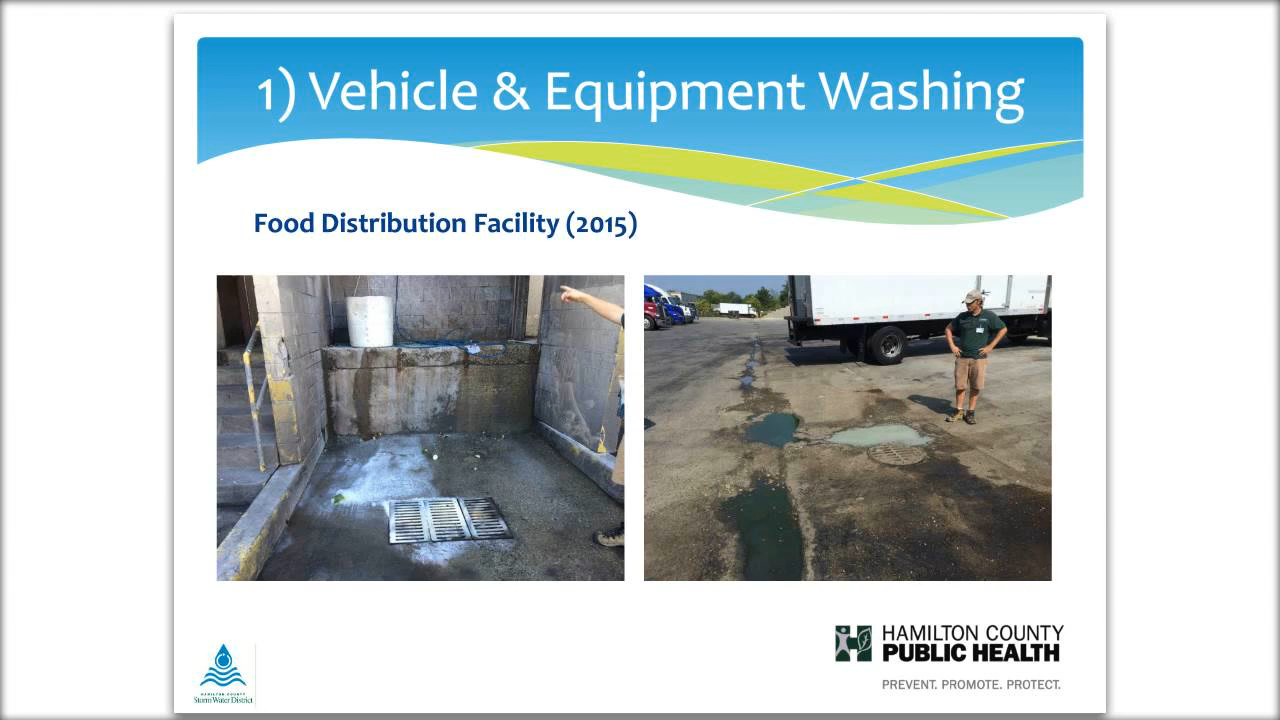 1) Vehicle & Equipment Washing
Food Distribution Facility (2015)
HAMILTON COUNTY
PUBLIC HEALTH
PREVENT. PROMOTE. PROTECT.
HAMILTON COUNTY
Storm Water District